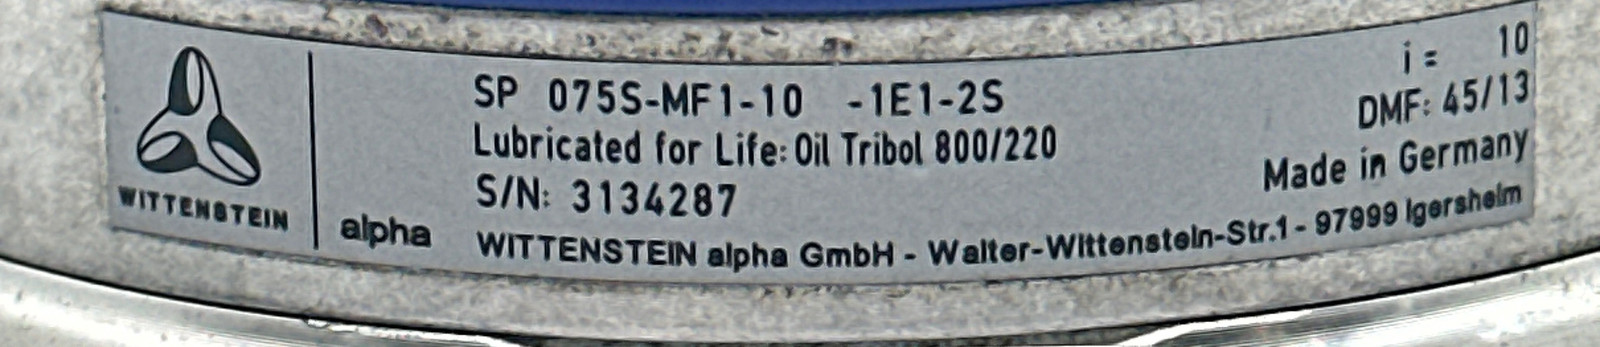 WITTENSTEIN
alpha
SP 075S-MF1-10 -1E1-2S
Lubricated for Life: Oil Tribol 800/220
S/N: 3134287
WITTENSTEIN alpha GmbH - Walter-Wittenstein-Str.1 - 97999 Igersheim
i = 10
DMF: 45/13
Made in Germany